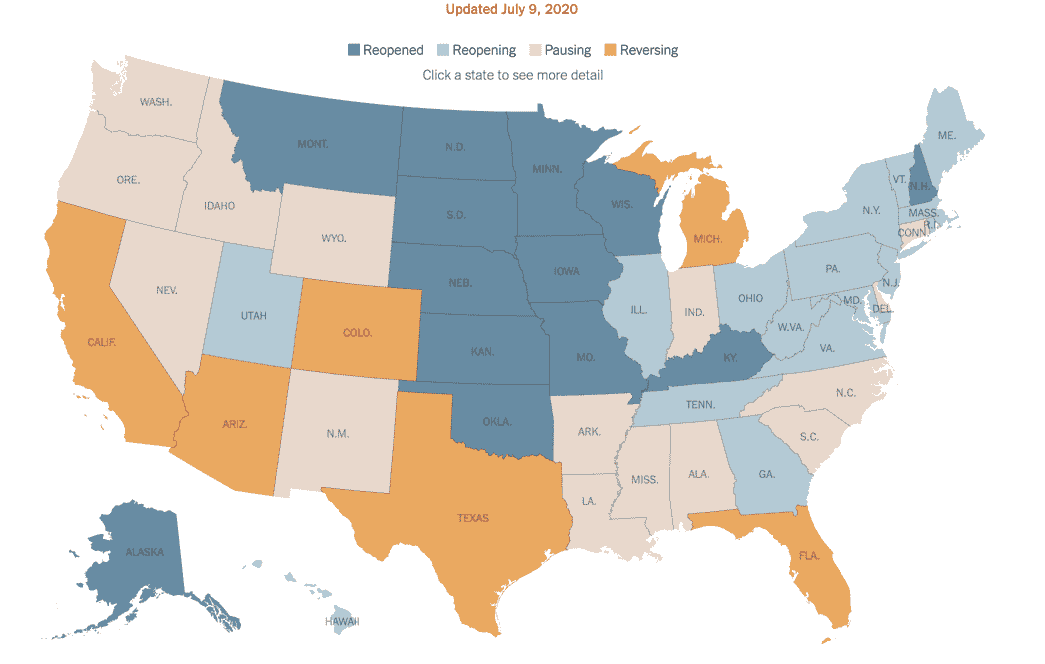 Updated July 9, 2020
Reopened Reopening Pausing Reversing
Click a state to see more detail
WASH.
MONT.
N.D.
MINN.
ME.
ORE.
IDAHO
S.D.
WIS.
VT.
N.H.
WYO.
MICH.
N.Y.
MASS.
R.I.
CONN.
NEV.
UTAH
NEB.
IOWA
ILL.
IND.
OHIO
PA.
N.J.
MD.
DEL.
CALIF.
COLO.
KAN.
MO.
KY.
W.VA.
VA.
ARIZ.
N.M.
OKLA.
ARK.
TENN.
N.C.
S.C.
MISS.
ALA.
GA.
LA.
TEXAS
FLA.
ALASKA
HAWAII